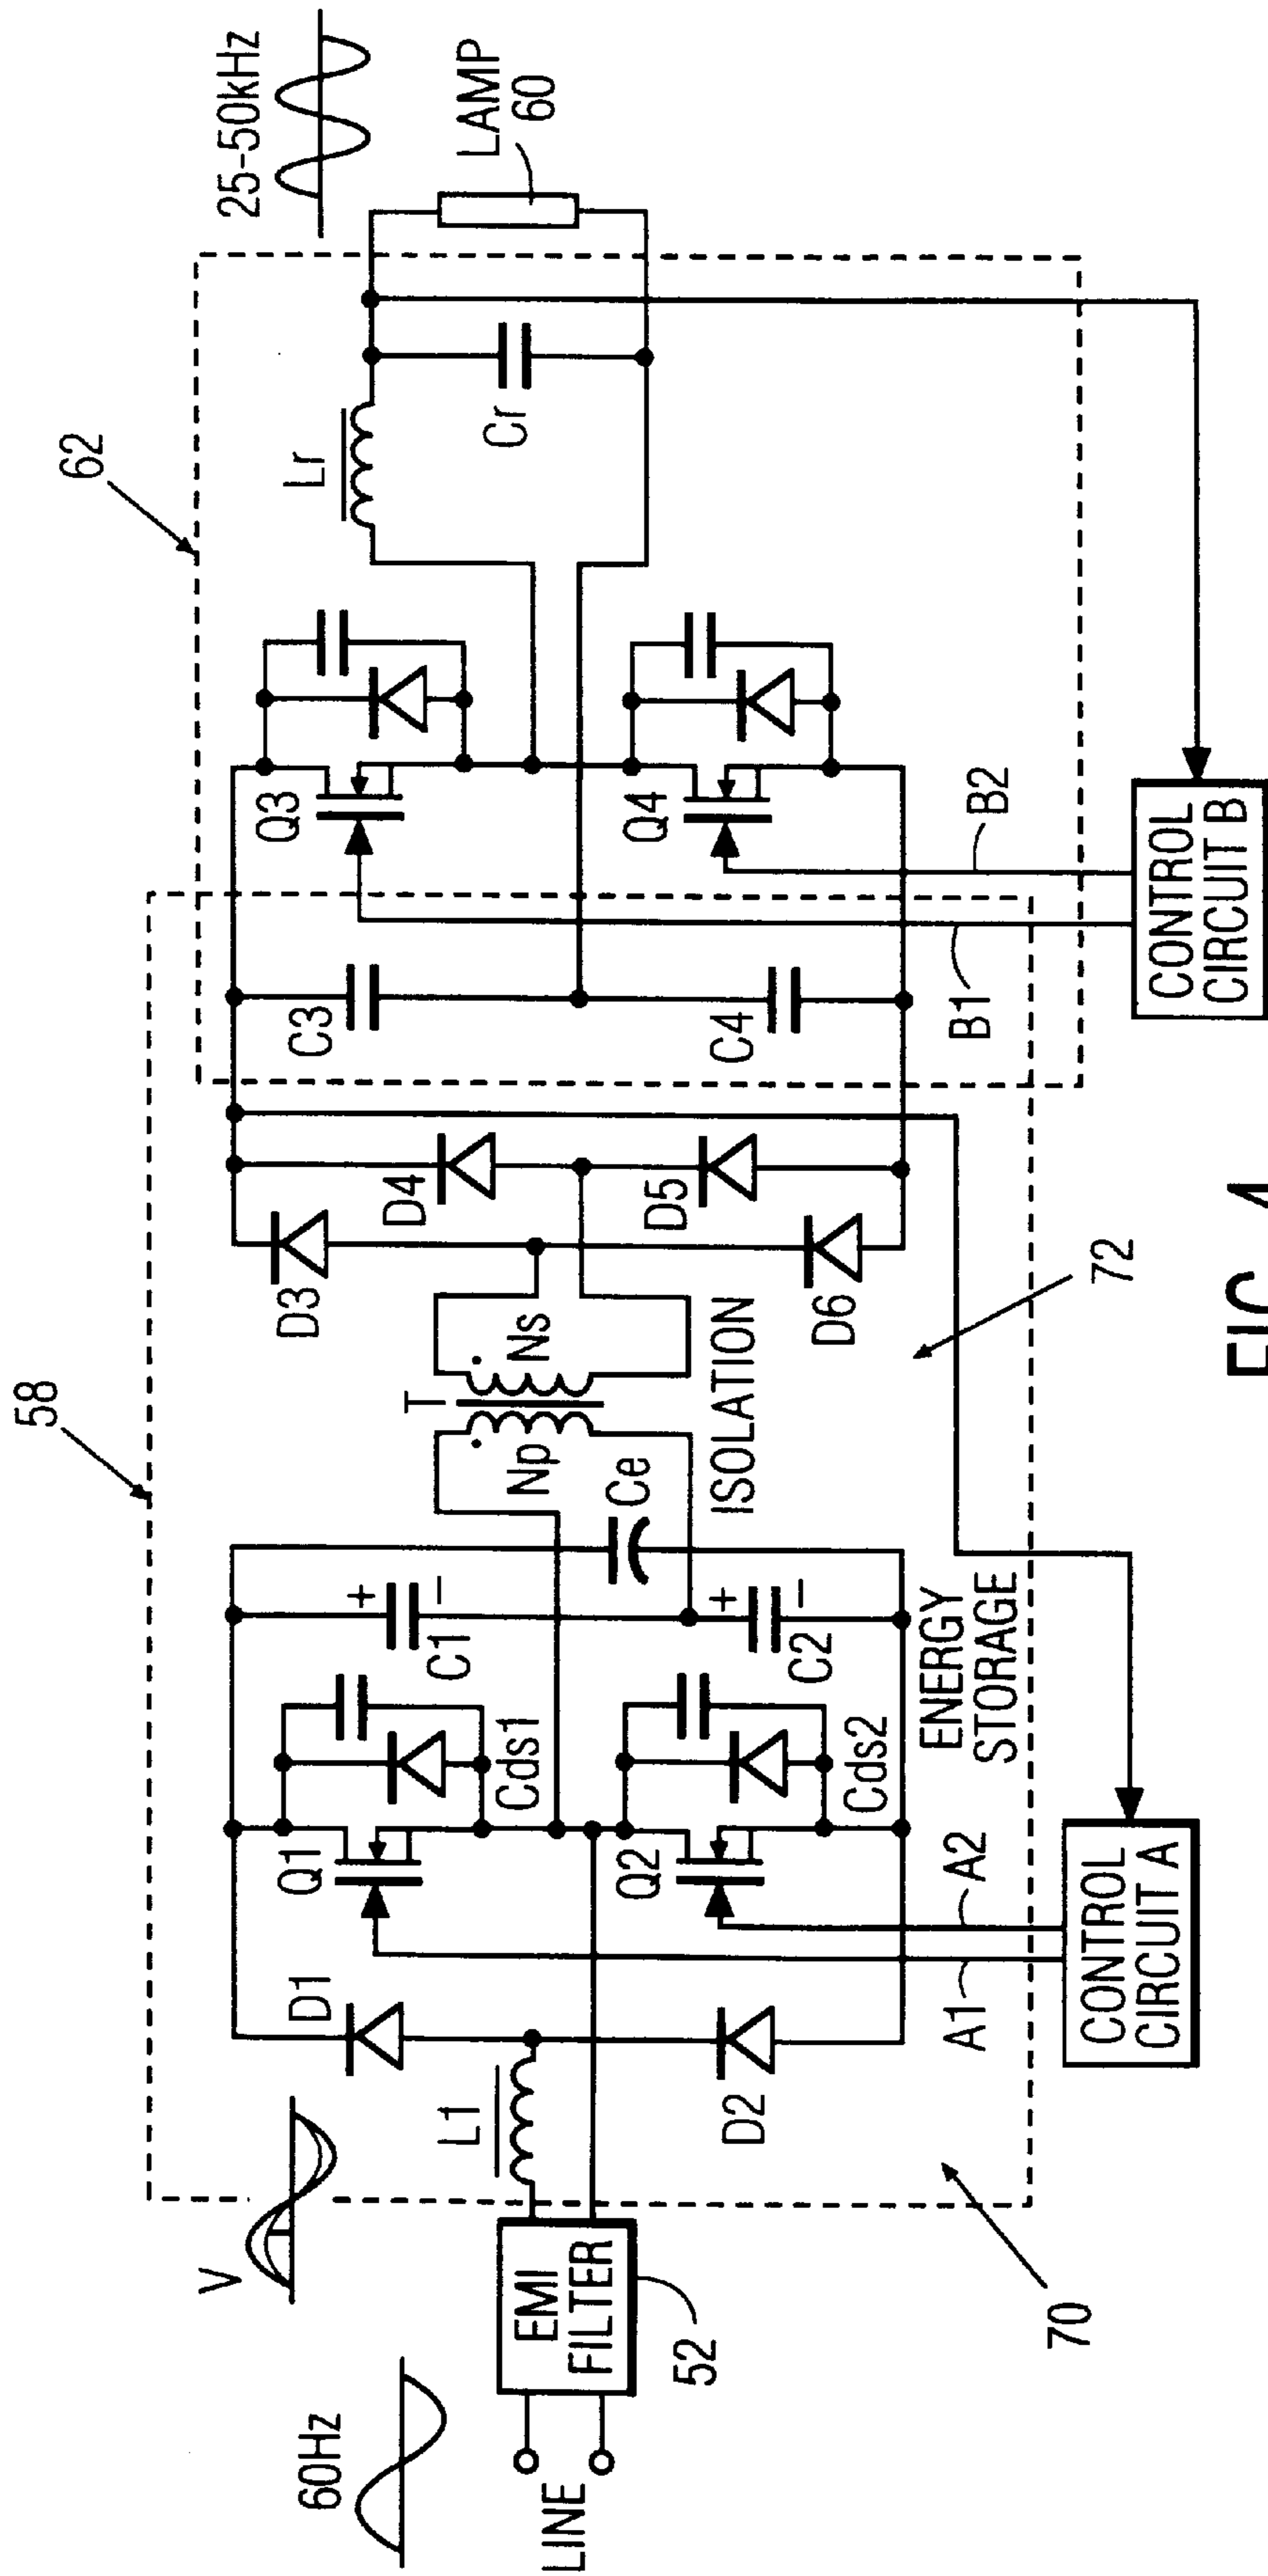 58
62
60Hz
V
25-50kHz
LINE
EMI
FILTER
52
L1
D1
D2
Q1
Q2
Cds1
Cds2
C1
+
−
C2
+
−
Ce
ENERGY
STORAGE
T
Np
Ns
ISOLATION
D3
D4
D5
D6
C3
C4
Q3
Q4
Lr
Cr
LAMP
60
A1
A2
B1
B2
CONTROL
CIRCUIT A
CONTROL
CIRCUIT B
70
72
FIG. 4